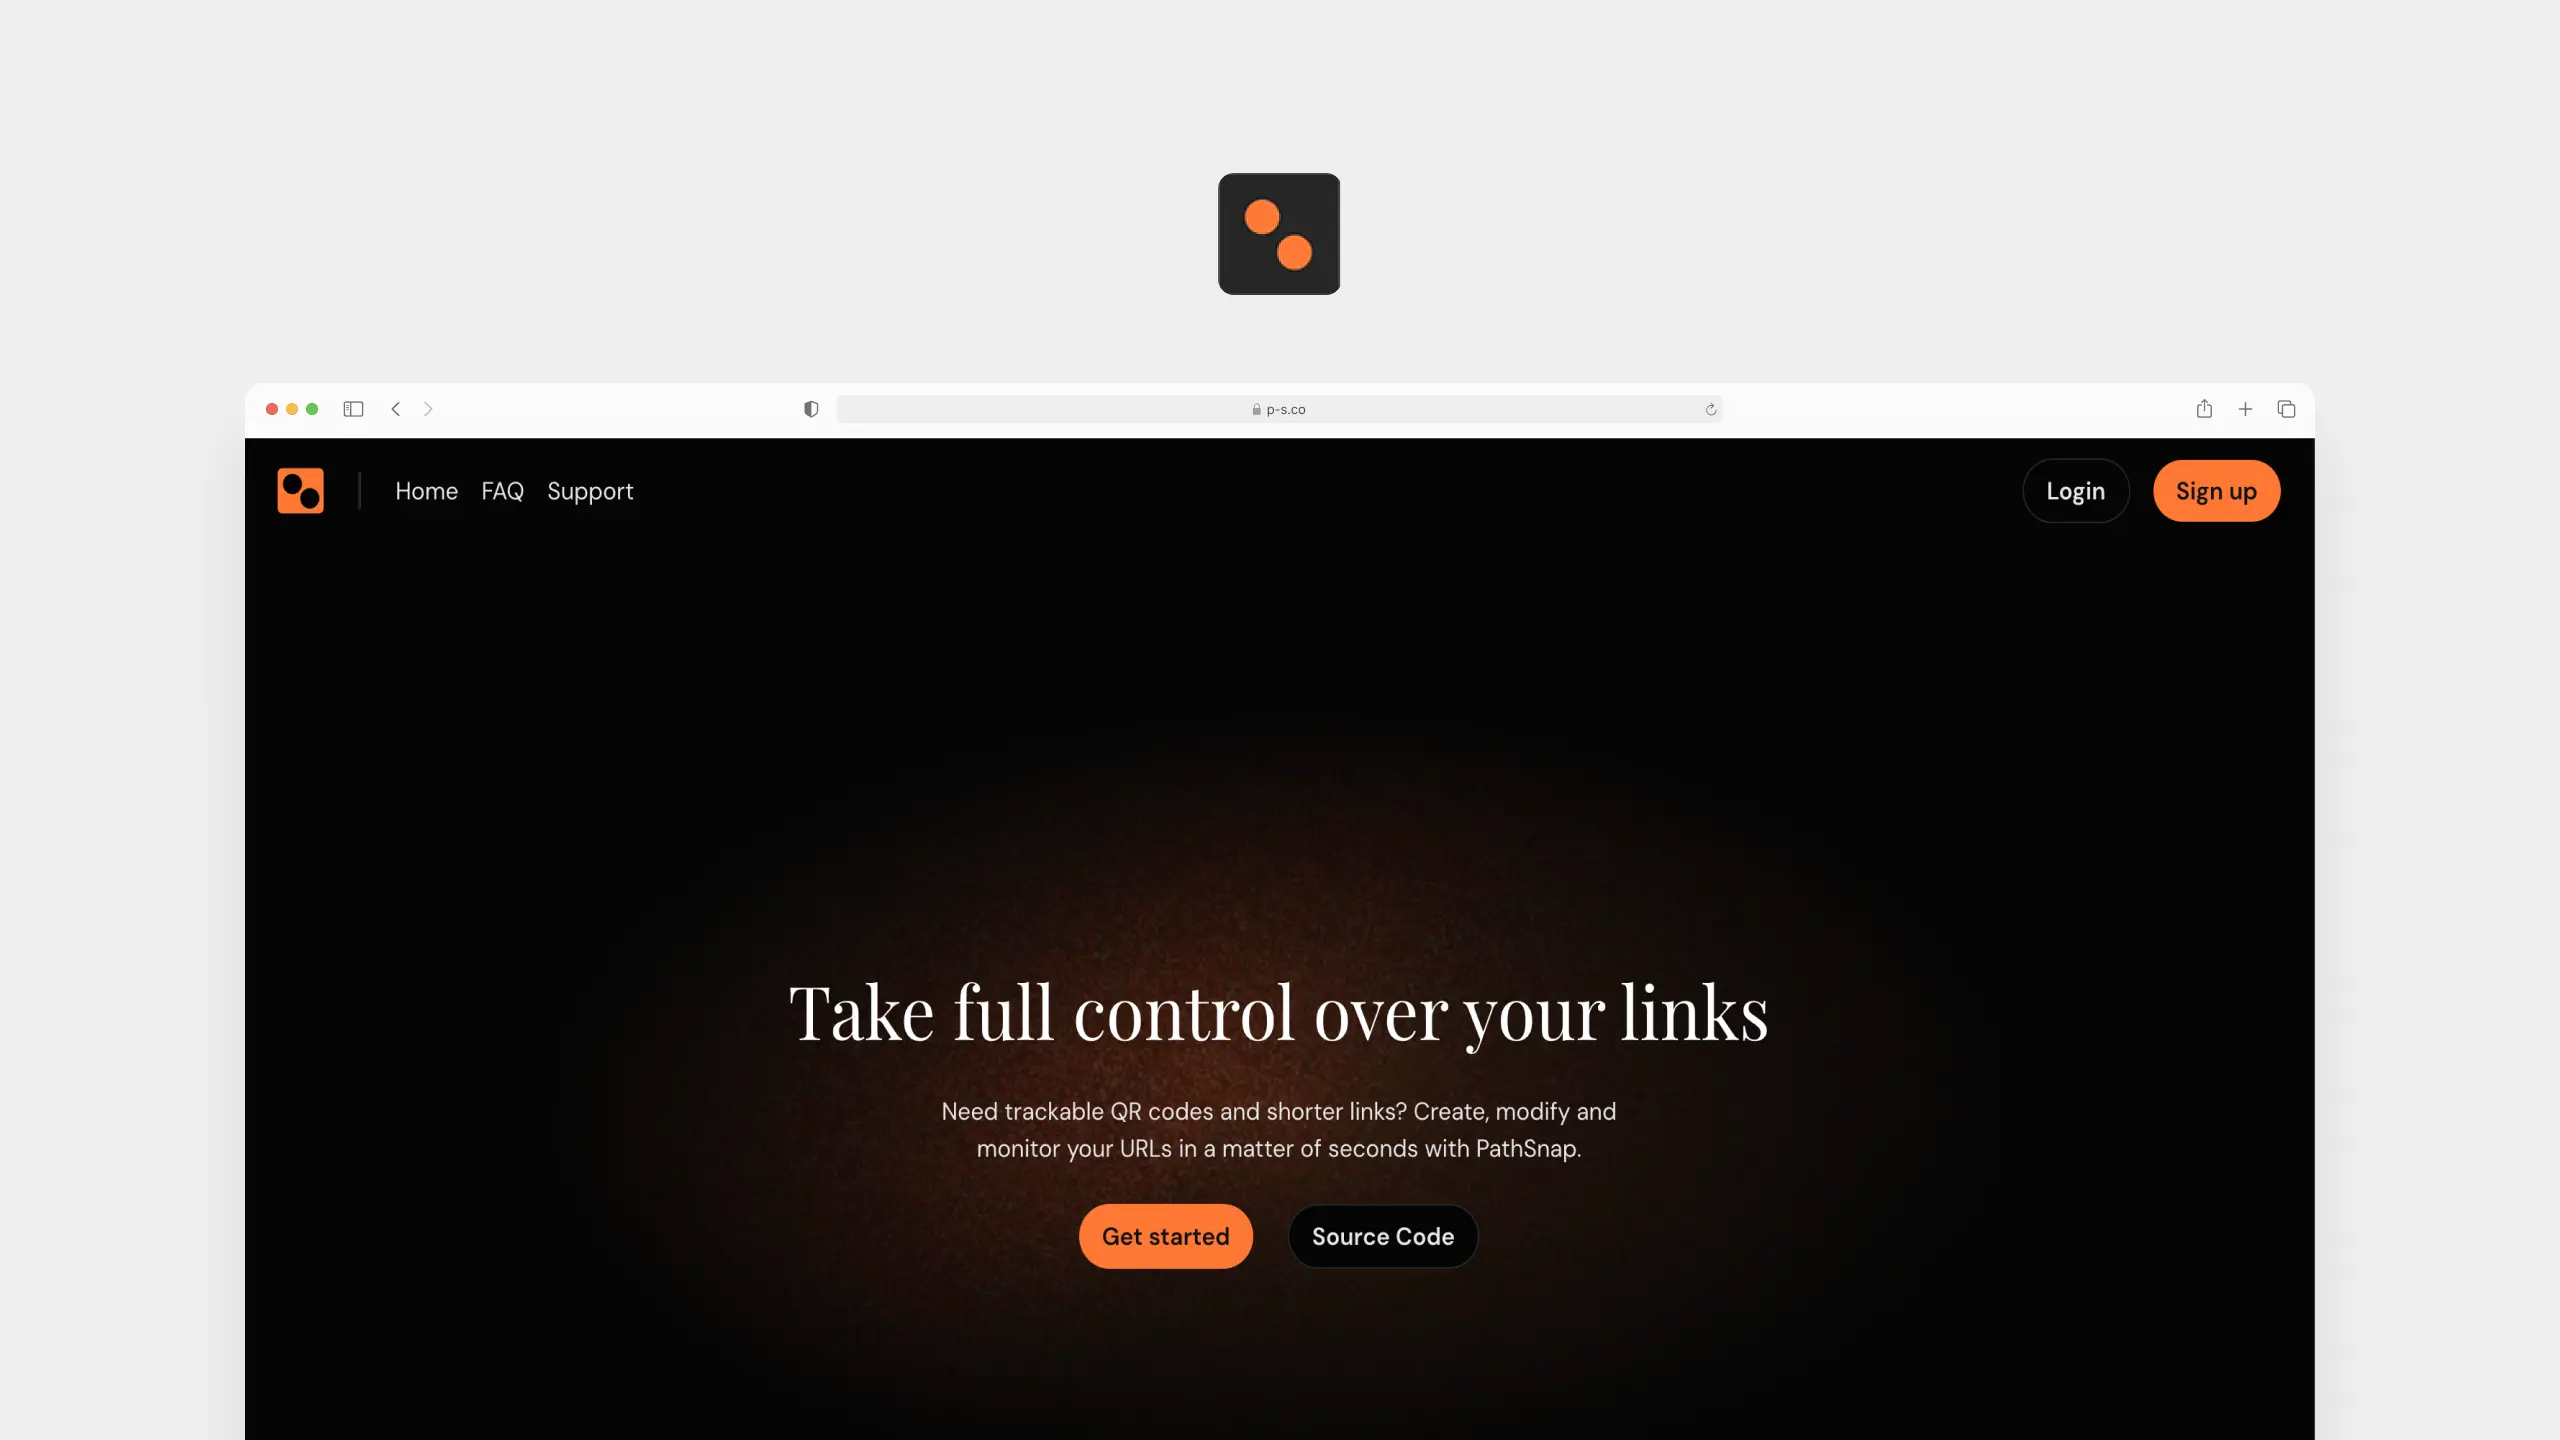 p-s.co
Home FAQ Support
Login Sign up
Take full control over your links
Need trackable QR codes and shorter links? Create, modify and
monitor your URLs in a matter of seconds with PathSnap.
Get started Source Code